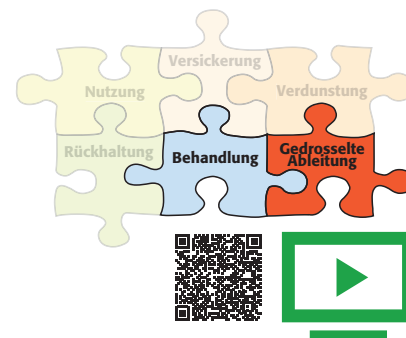 Versickerung
Nutzung
Verdunstung
Rückhaltung
Behandlung
Gedrosselte
Ableitung